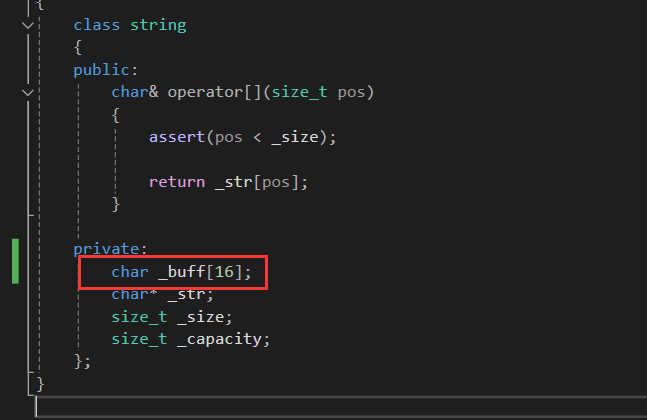 {
class string
{
public:
char& operator[](size_t pos)
{
assert(pos < _size);
return _str[pos];
}
private:
char _buff[16];
char* _str;
size_t _size;
size_t _capacity;
};
}